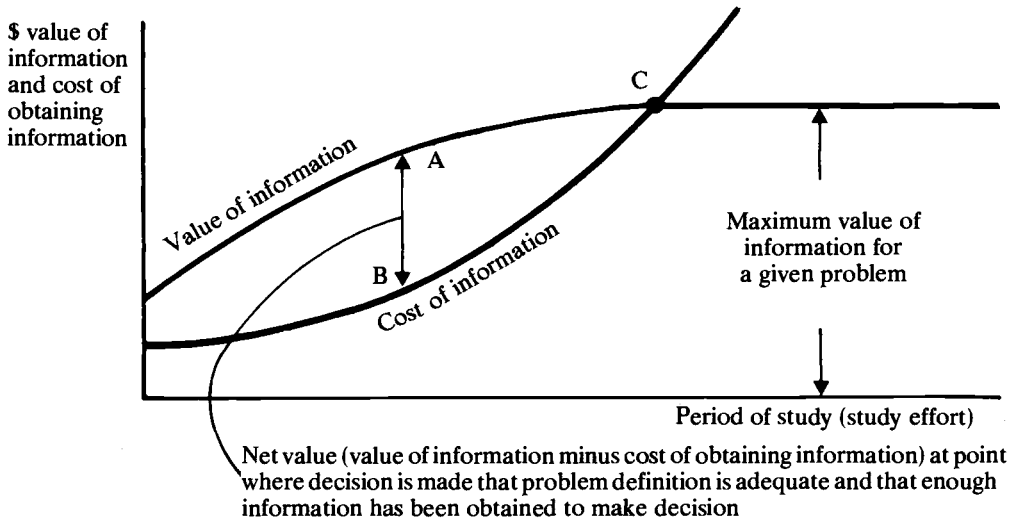 $ value of
information
and cost of
obtaining
information
C
Value of information
A
B
Cost of information
Maximum value of
information for
a given problem
Period of study (study effort)
Net value (value of information minus cost of obtaining information) at point
where decision is made that problem definition is adequate and that enough
information has been obtained to make decision